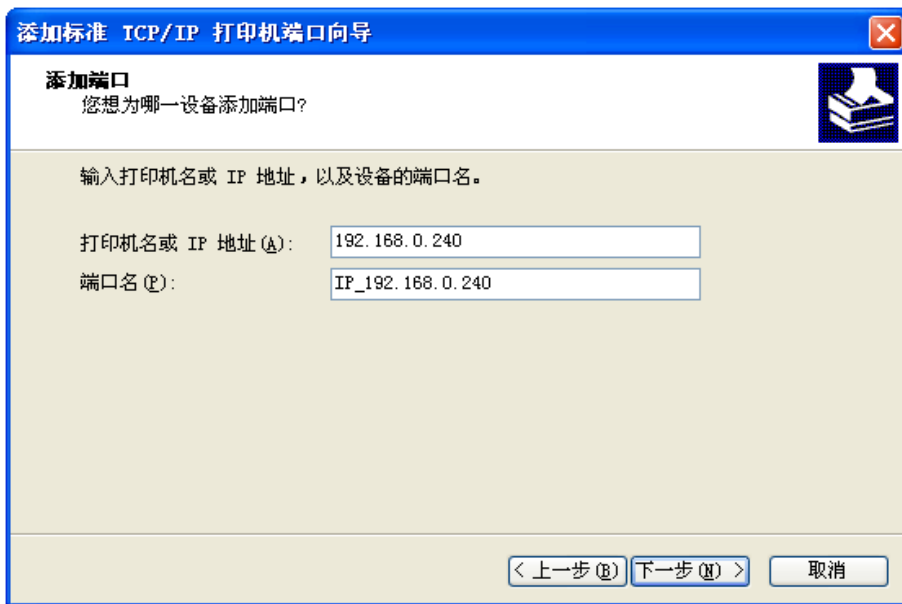 添加标准 TCP/IP 打印机端口向导
添加端口
您想为哪一设备添加端口?
输入打印机名或 IP 地址,以及设备的端口名。
打印机名或 IP 地址(A): 192.168.0.240
端口名(P): IP_192.168.0.240
< 上一步(B) 下一步(N) > 取消